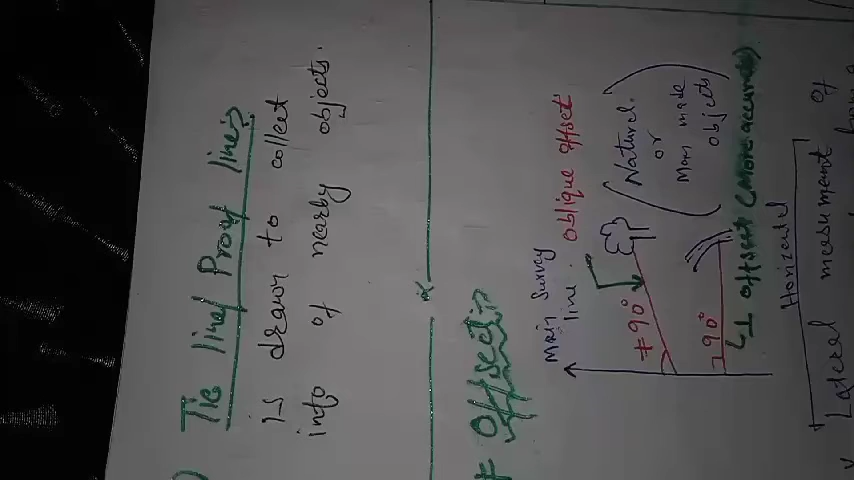 Tie line/ Proof line:>
Is drawn to collect
info of nearby objects.
* Offset:>
Main Survey
line.
oblique offset
≠90°
(Natural.
or
Man made
objects)
90°
⊥ offset (More accurate)
Horizontal
Lateral measurment of